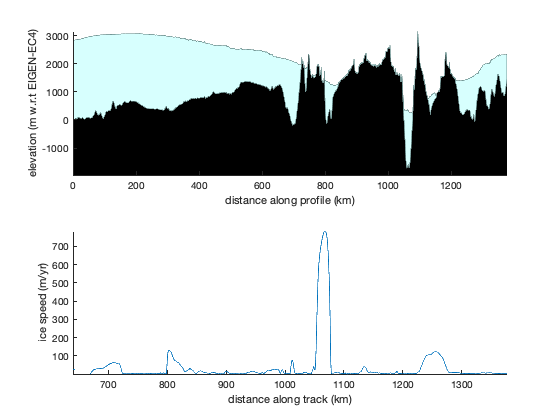 3000
2000
1000
0
-1000
elevation (m w.r.t EIGEN-EC4)
0 200 400 600 800 1000 1200
distance along profile (km)
700
600
500
400
300
200
100
ice speed (m/yr)
700 800 900 1000 1100 1200 1300
distance along track (km)